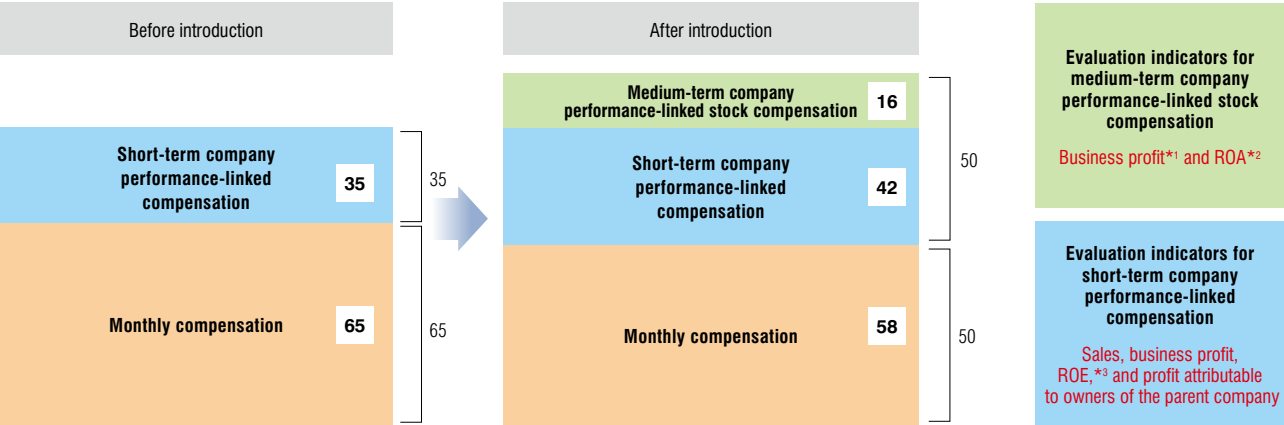 Before introduction
Short-term company
performance-linked
compensation
35
35
Monthly compensation
65
65
After introduction
Medium-term company
performance-linked stock compensation
16
Short-term company
performance-linked
compensation
42
50
Monthly compensation
58
50
Evaluation indicators for
medium-term company
performance-linked stock
compensation
Business profit*1 and ROA*2
Evaluation indicators for
short-term company
performance-linked
compensation
Sales, business profit,
ROE,*3 and profit attributable
to owners of the parent company